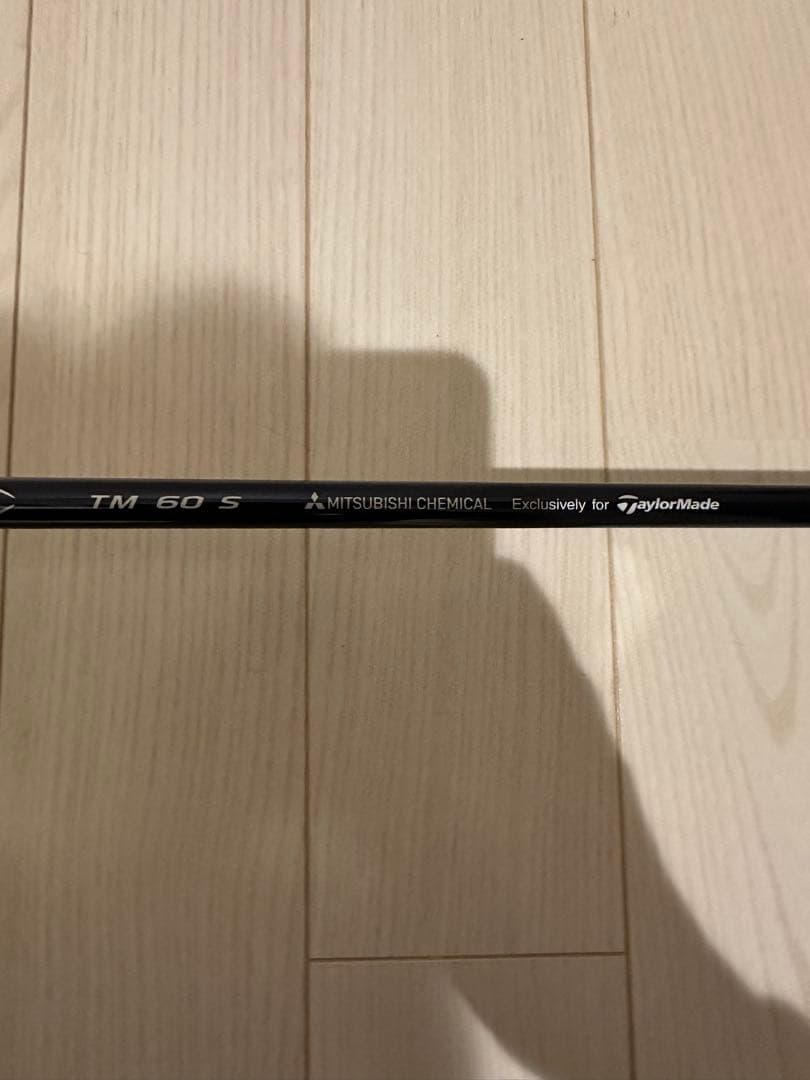 TM 60 S MITSUBISHI CHEMICAL Exclusively for TaylorMade